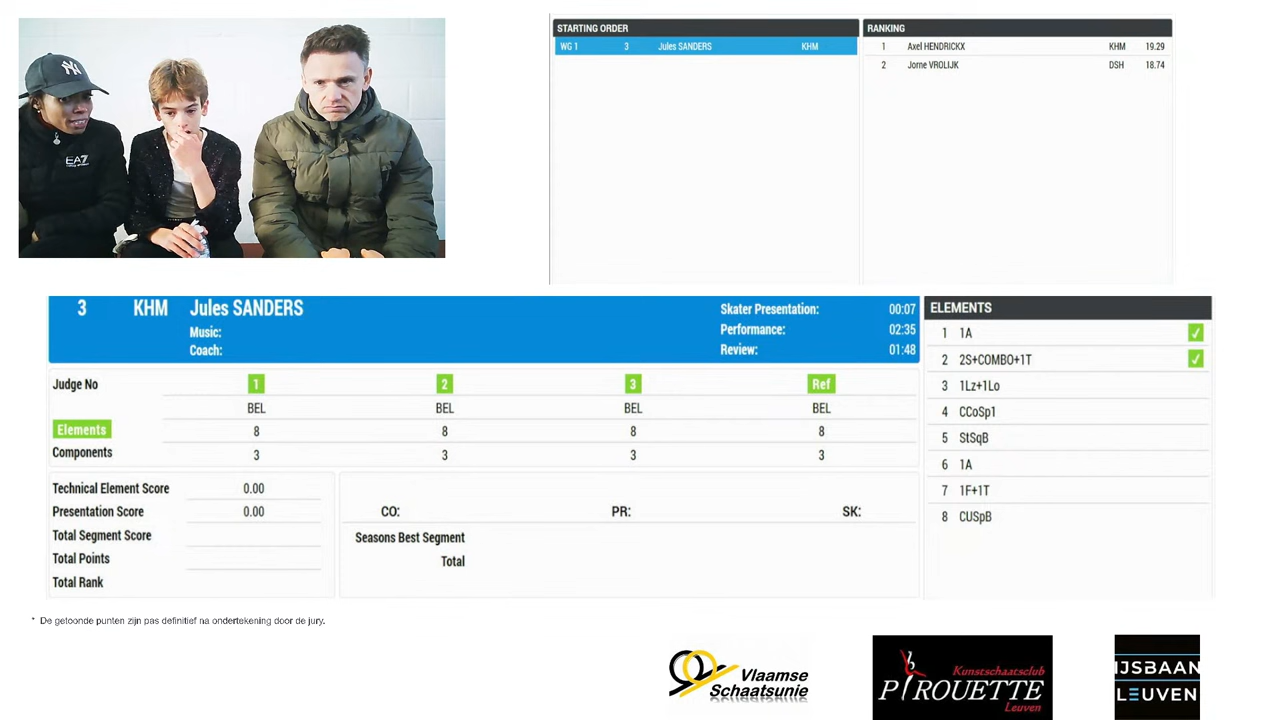 EA7
STARTING ORDER
WG 1 3 Jules SANDERS KHM
RANKING
1 Axel HENDRICKX KHM 19.29
2 Jorne VROLIJK DSH 18.74
3 KHM Jules SANDERS
Music:
Coach:
Skater Presentation: 00:07
Performance: 02:35
Review: 01:48
Judge No 1 2 3 Ref
BEL BEL BEL BEL
Elements 8 8 8 8
Components 3 3 3 3
Technical Element Score 0.00
Presentation Score 0.00
Total Segment Score
Total Points
Total Rank
CO: PR: SK:
Seasons Best Segment
Total
ELEMENTS
1 1A ✓
2 2S+COMBO+1T ✓
3 1Lz+1Lo
4 CCoSp1
5 StSqB
6 1A
7 1F+1T
8 CUSpB
* De getoonde punten zijn pas definitief na ondertekening door de jury.
Vlaamse
Schaatsunie
Kunstschaatsclub
PIROUETTE
Leuven
IJSBAAN
LEUVEN